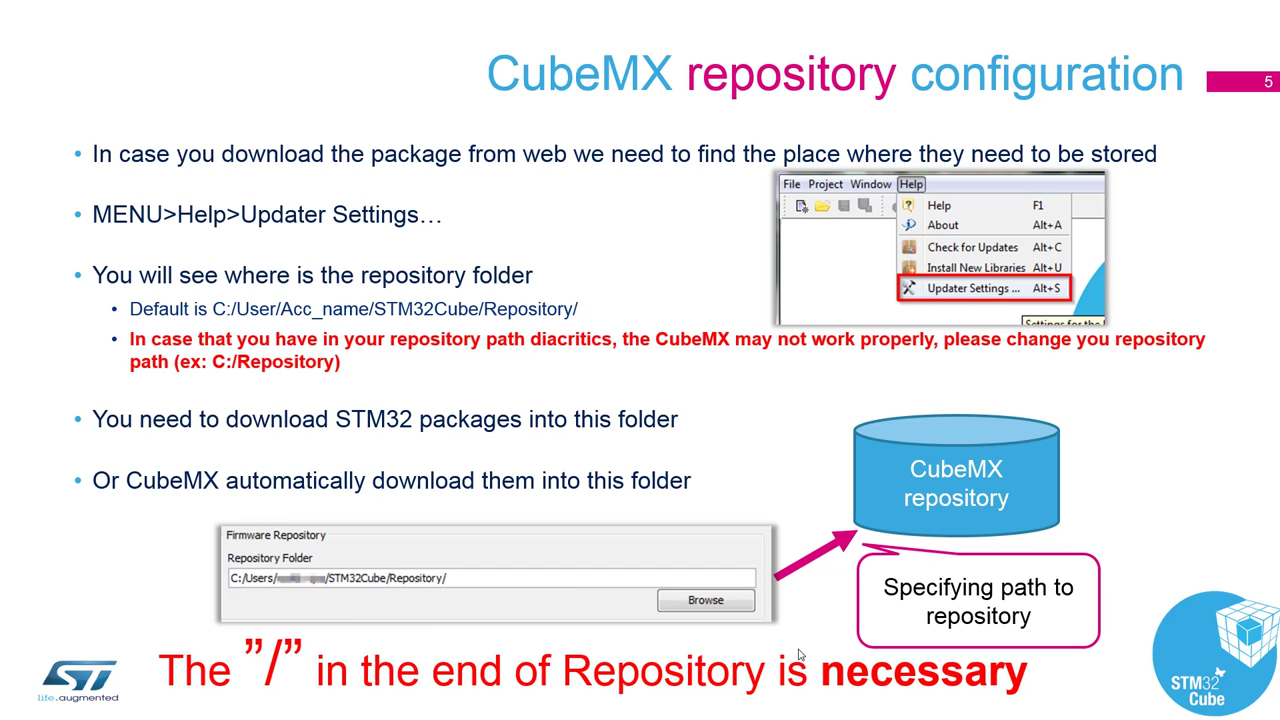 CubeMX repository configuration
5
• In case you download the package from web we need to find the place where they need to be stored
• MENU>Help>Updater Settings…
File Project Window Help
Help F1
About Alt+A
Check for Updates Alt+C
Install New Libraries Alt+U
Updater Settings ... Alt+S
Settings for the
• You will see where is the repository folder
• Default is C:/User/Acc_name/STM32Cube/Repository/
• In case that you have in your repository path diacritics, the CubeMX may not work properly, please change you repository
path (ex: C:/Repository)
• You need to download STM32 packages into this folder
• Or CubeMX automatically download them into this folder
CubeMX
repository
Firmware Repository
Repository Folder
C:/Users/ /STM32Cube/Repository/
Browse
Specifying path to
repository
The ”/” in the end of Repository is necessary
ST
life.augmented
STM32
Cube